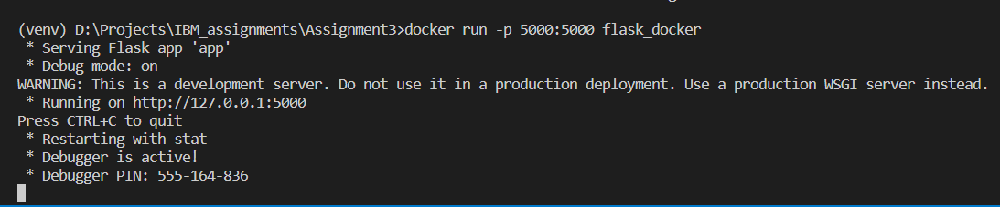 (venv) D:\Projects\IBM_assignments\Assignment3>docker run -p 5000:5000 flask_docker
 * Serving Flask app 'app'
 * Debug mode: on
WARNING: This is a development server. Do not use it in a production deployment. Use a production WSGI server instead.
 * Running on http://127.0.0.1:5000
Press CTRL+C to quit
 * Restarting with stat
 * Debugger is active!
 * Debugger PIN: 555-164-836